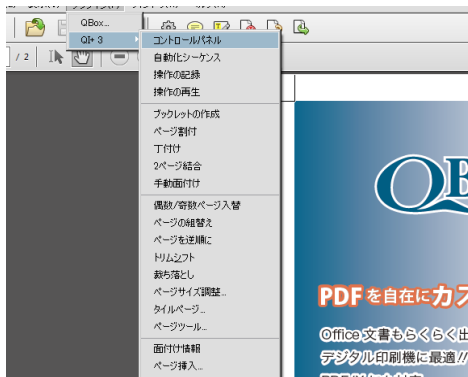 QBox...
QI+ 3
コントロールパネル
/ 2
自動化シーケンス
操作の記録
操作の再生
ブックレットの作成
ページ割付
丁付け
2ページ結合
手動面付け
偶数/奇数ページ入替
ページの組替え
ページを逆順に
トリムシフト
裁ち落とし
ページサイズ調整...
タイルページ...
ページツール...
面付け情報
ページ挿入...
QB
PDFを自在にカス
Office文書もらくらく出
デジタル印刷機に最適!!